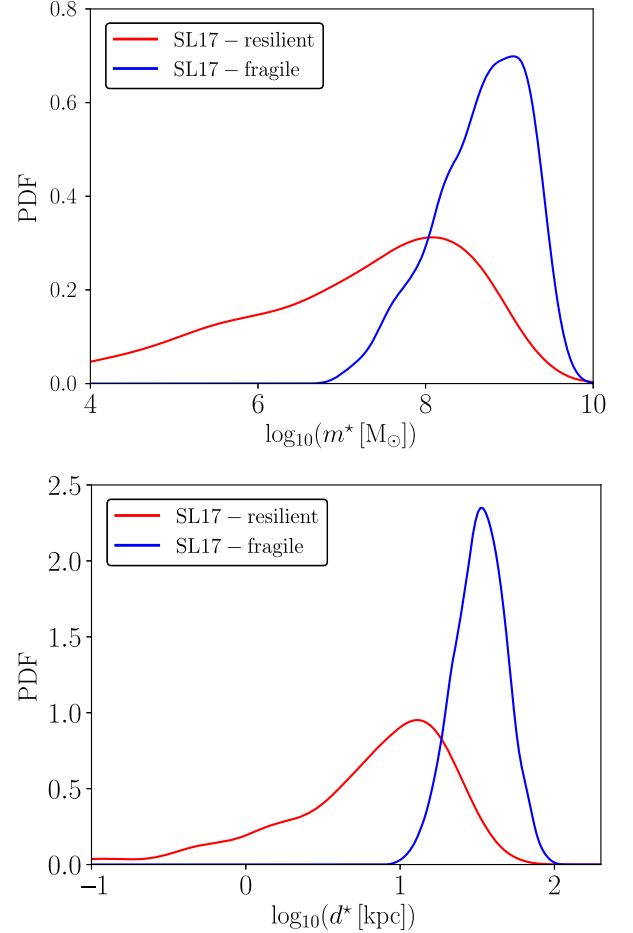 0.8
SL17 – resilient
SL17 – fragile
0.6
0.4
PDF
0.2
0.0
4 6 8 10
log₁₀(m⋆ [M⊙])
2.5
SL17 – resilient
SL17 – fragile
2.0
1.5
PDF
1.0
0.5
0.0
−1 0 1 2
log₁₀(d⋆ [kpc])